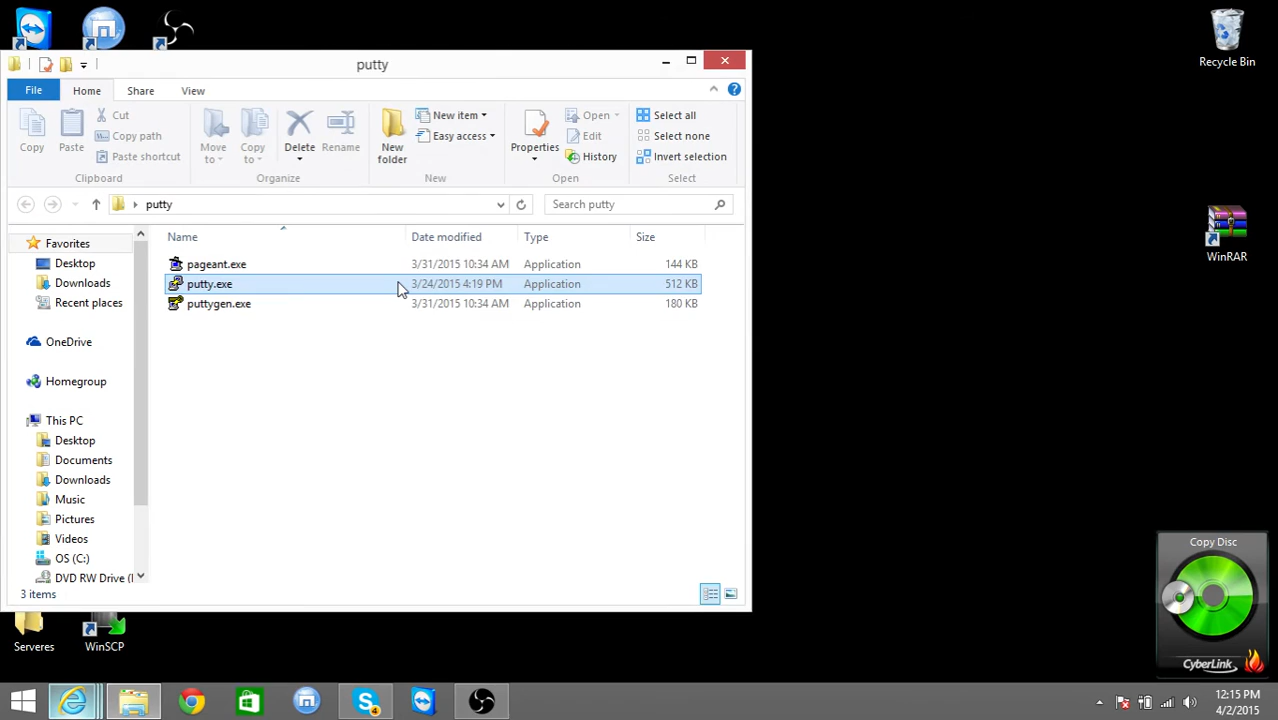 Recycle Bin
putty
File
Home
Share
View
Copy
Paste
Cut
Copy path
Paste shortcut
Move to
Copy to
Delete
Rename
New folder
New item
Easy access
Properties
Open
Edit
History
Select all
Select none
Invert selection
Clipboard
Organize
New
Open
Select
putty
Search putty
Name Date modified Type Size
pageant.exe 3/31/2015 10:34 AM Application 144 KB
putty.exe 3/24/2015 4:19 PM Application 512 KB
puttygen.exe 3/31/2015 10:34 AM Application 180 KB
Favorites
Desktop
Downloads
Recent places
OneDrive
Homegroup
This PC
Desktop
Documents
Downloads
Music
Pictures
Videos
OS (C:)
DVD RW Drive (
3 items
WinRAR
Serveres
WinSCP
Copy Disc
CyberLink
4
12:15 PM
4/2/2015